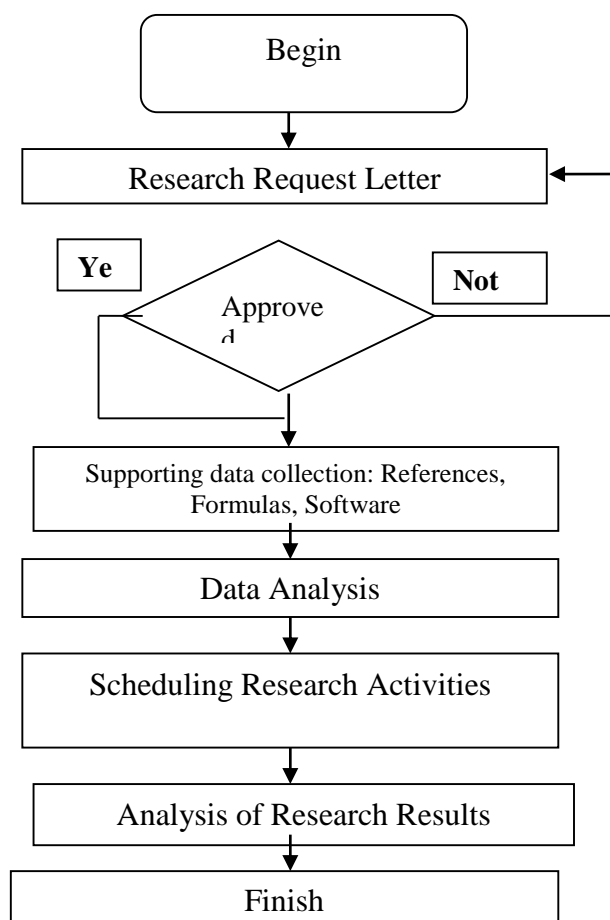 Begin
Research Request Letter
Ye
Not
Approve
d
Supporting data collection: References,
Formulas, Software
Data Analysis
Scheduling Research Activities
Analysis of Research Results
Finish